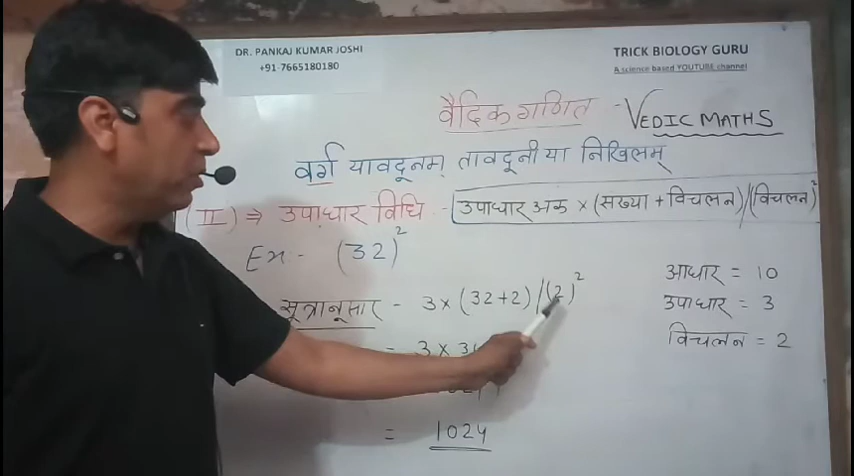 DR. PANKAJ KUMAR JOSHI
+91-7665180180
TRICK BIOLOGY GURU
A science based YOUTUBE channel
वैदिक गणित - VEDIC MATHS
वर्ग यावदूनम् तावदूनीया निखिलम्
(II) ⇒ उपाधार विधि - उपाधार अंक × (संख्या + विचलन)/(विचलन)²
Ex:- (32)²
सूत्रानुसार - 3 × (32+2) / (2)²
= 3 × 34
= 1024
आधार = 10
उपाधार = 3
विचलन = 2